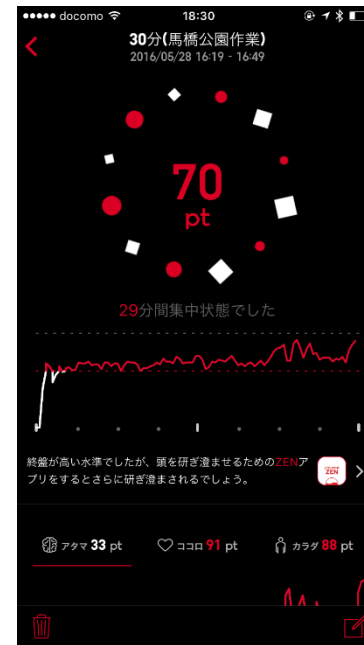 docomo 18:30
30分(馬橋公園作業)
2016/05/28 16:19 - 16:49
70
pt
29分間集中状態でした
終盤が高い水準でしたが、頭を研ぎ澄ませるためのZENア
プリをするとさらに研ぎ澄まされるでしょう。
ZEN
アタマ 33 pt ココロ 91 pt カラダ 88 pt